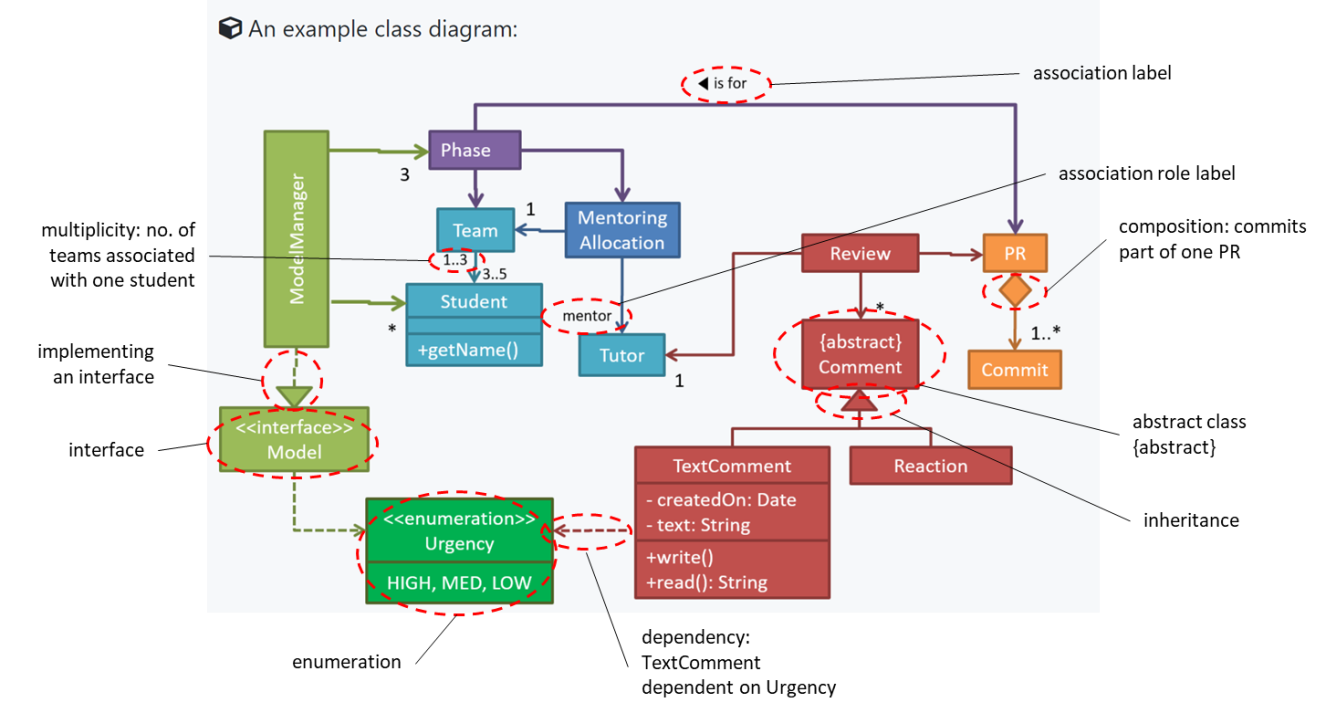 An example class diagram:
association label
◀ is for
association role label
Phase
3
ModelManager
multiplicity: no. of
teams associated
with one student
Team
1
Mentoring
Allocation
Review
PR
composition: commits
part of one PR
1..3
3..5
Student
+getName()
*
mentor
Tutor
1
*
{abstract}
Comment
1..*
Commit
implementing
an interface
interface
<<interface>>
Model
abstract class
{abstract}
inheritance
TextComment
- createdOn: Date
- text: String
+write()
+read(): String
Reaction
<<enumeration>>
Urgency
HIGH, MED, LOW
enumeration
dependency:
TextComment
dependent on Urgency